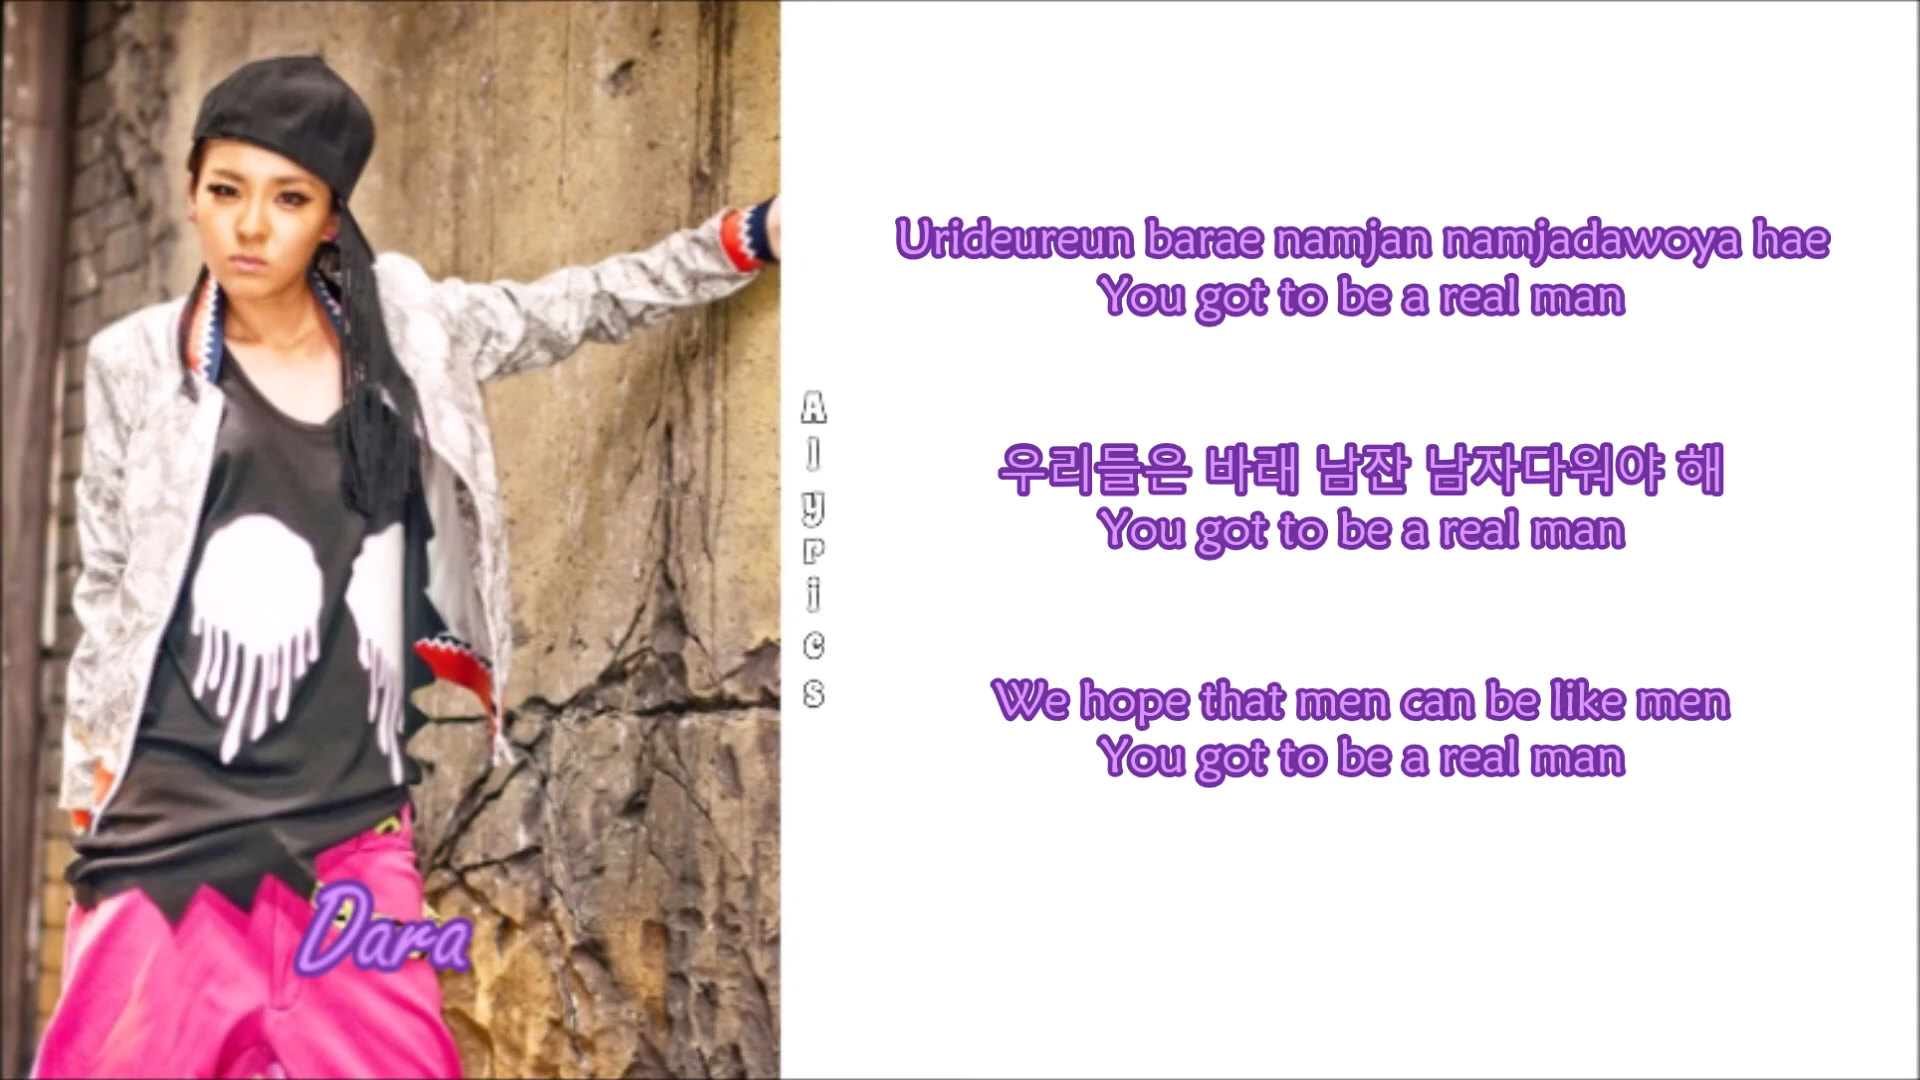 Urideureun barae namjan namjadawoya hae
You got to be a real man
우리들은 바래 남잔 남자다워야 해
You got to be a real man
We hope that men can be like men
You got to be a real man
Alyrics
Dara